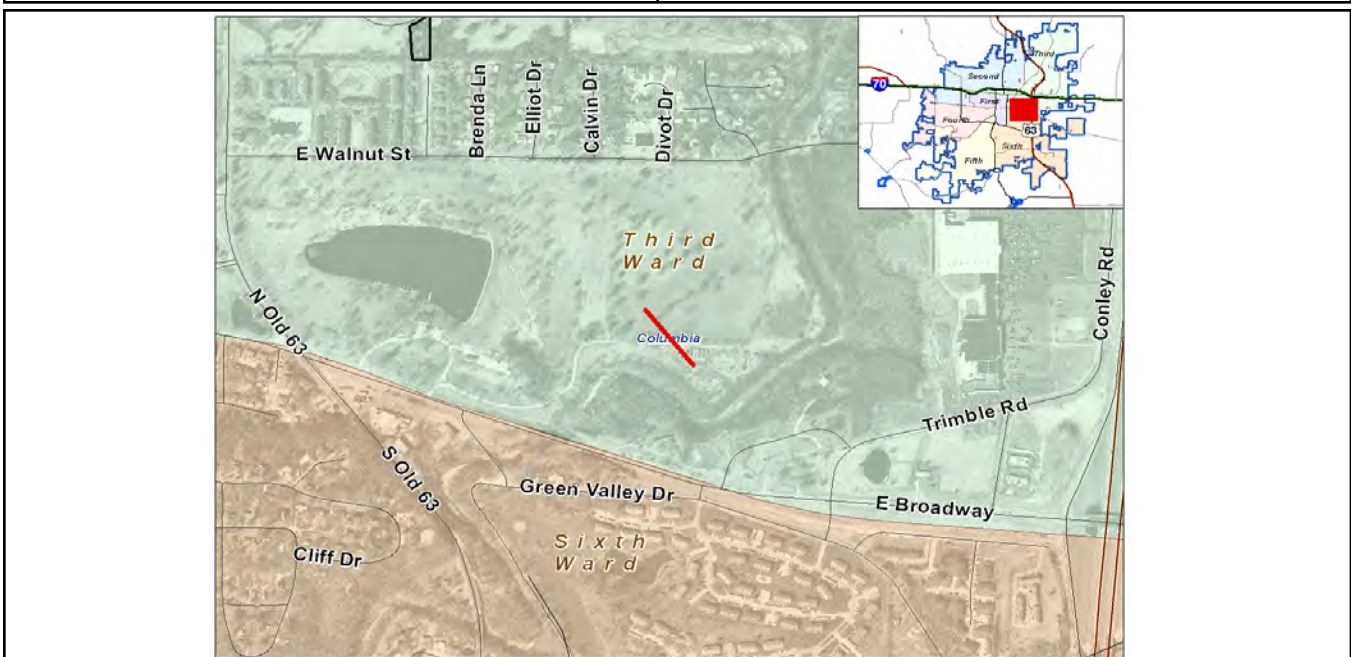 Brenda Ln
Elliot Dr
Calvin Dr
Divot Dr
E Walnut St
Third
Second
70
First
Fourth
63
Sixth
Fifth
Third
Ward
N Old 63
Columbia
Conley Rd
Trimble Rd
S Old 63
Green Valley Dr
E Broadway
Sixth
Ward
Cliff Dr